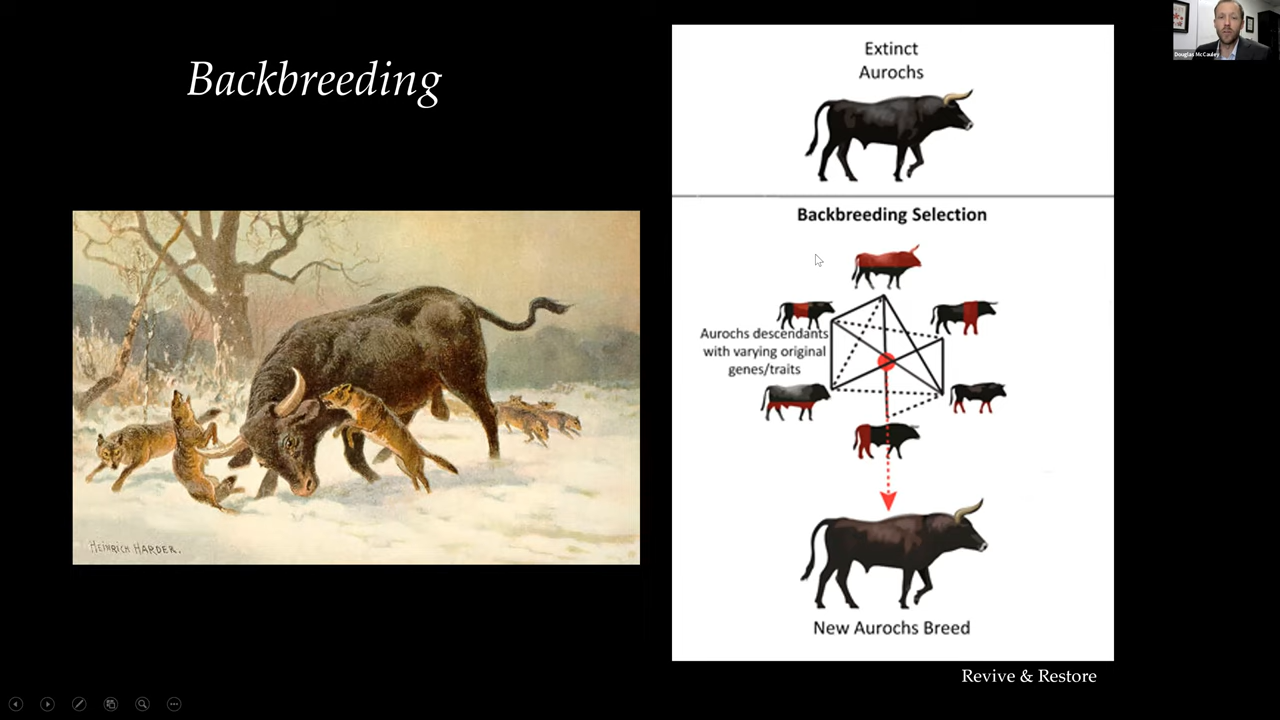 Backbreeding
HEINRICH HARDER.
Extinct
Aurochs
Backbreeding Selection
Aurochs descendants
with varying original
genes/traits
New Aurochs Breed
Revive & Restore
Douglas McCauley